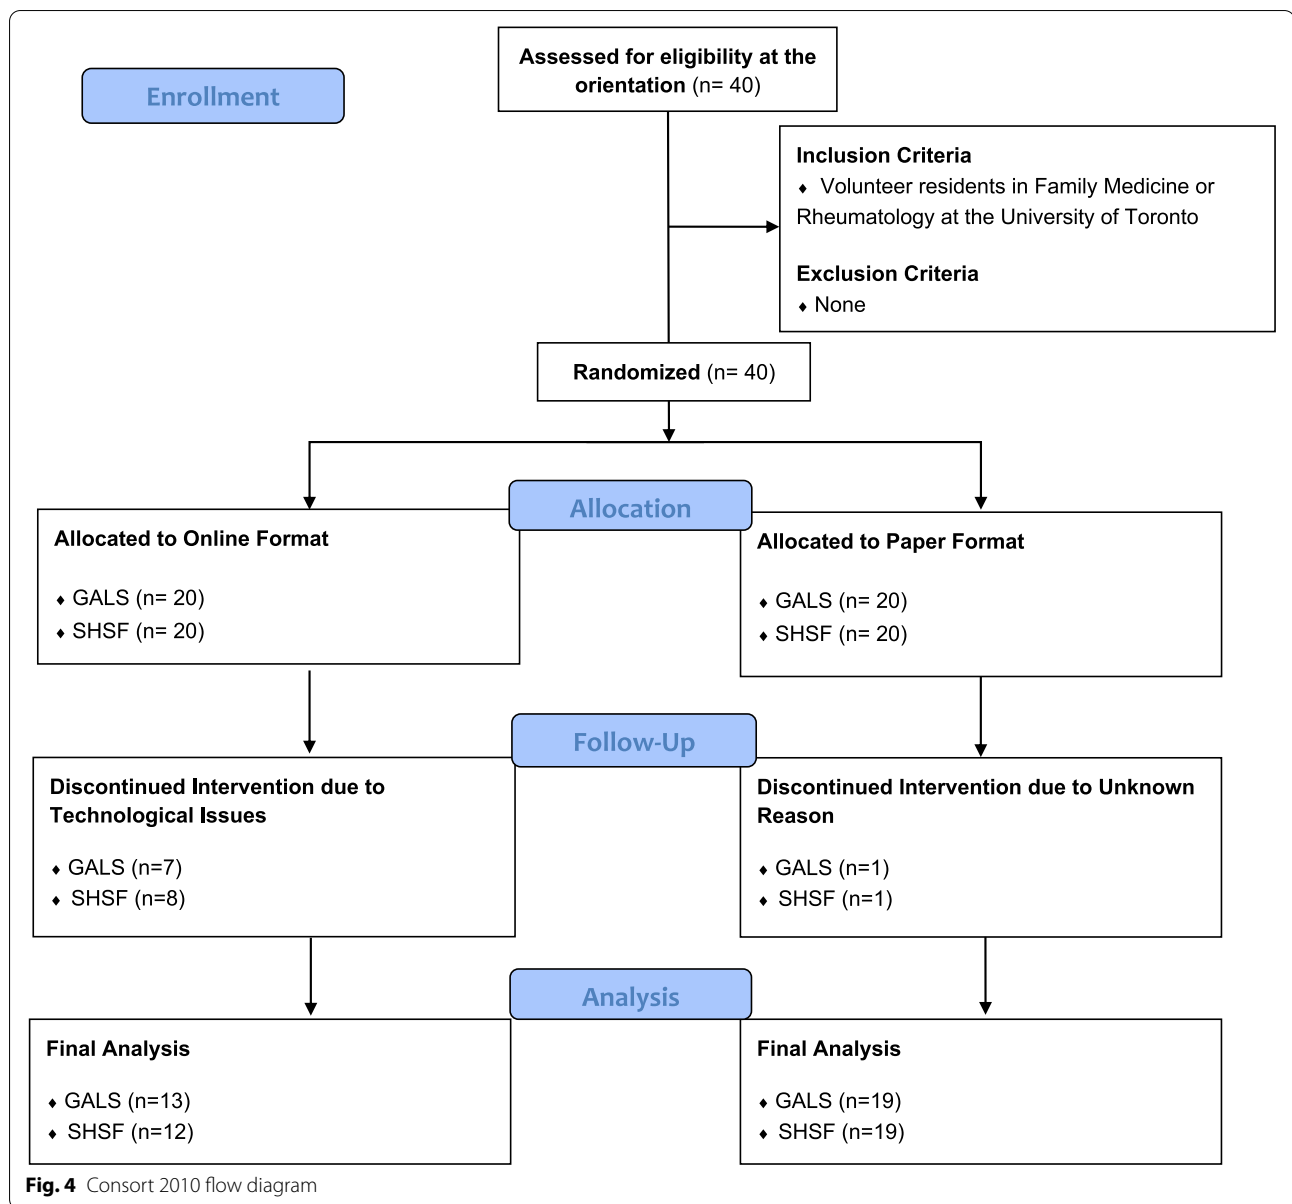 Assessed for eligibility at the
orientation (n= 40)
Enrollment
Inclusion Criteria
♦ Volunteer residents in Family Medicine or
Rheumatology at the University of Toronto
Exclusion Criteria
♦ None
Randomized (n= 40)
Allocation
Allocated to Online Format
♦ GALS (n= 20)
♦ SHSF (n= 20)
Allocated to Paper Format
♦ GALS (n= 20)
♦ SHSF (n= 20)
Follow-Up
Discontinued Intervention due to
Technological Issues
♦ GALS (n=7)
♦ SHSF (n=8)
Discontinued Intervention due to Unknown
Reason
♦ GALS (n=1)
♦ SHSF (n=1)
Analysis
Final Analysis
♦ GALS (n=13)
♦ SHSF (n=12)
Final Analysis
♦ GALS (n=19)
♦ SHSF (n=19)
Fig. 4 Consort 2010 flow diagram